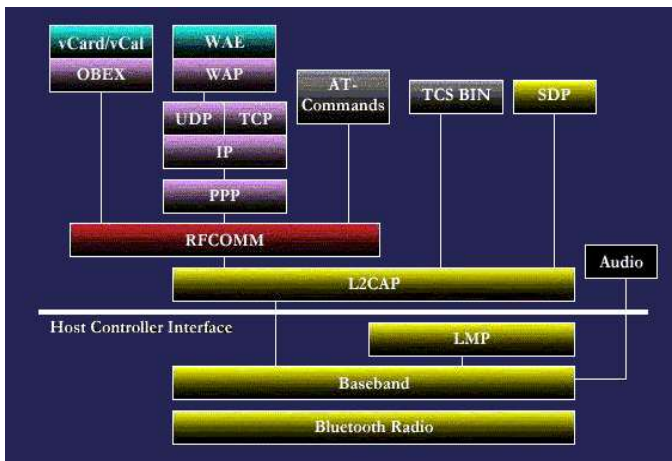 vCard/vCal
OBEX
WAE
WAP
UDP TCP
IP
PPP
AT-
Commands
TCS BIN
SDP
RFCOMM
L2CAP
Audio
Host Controller Interface
LMP
Baseband
Bluetooth Radio